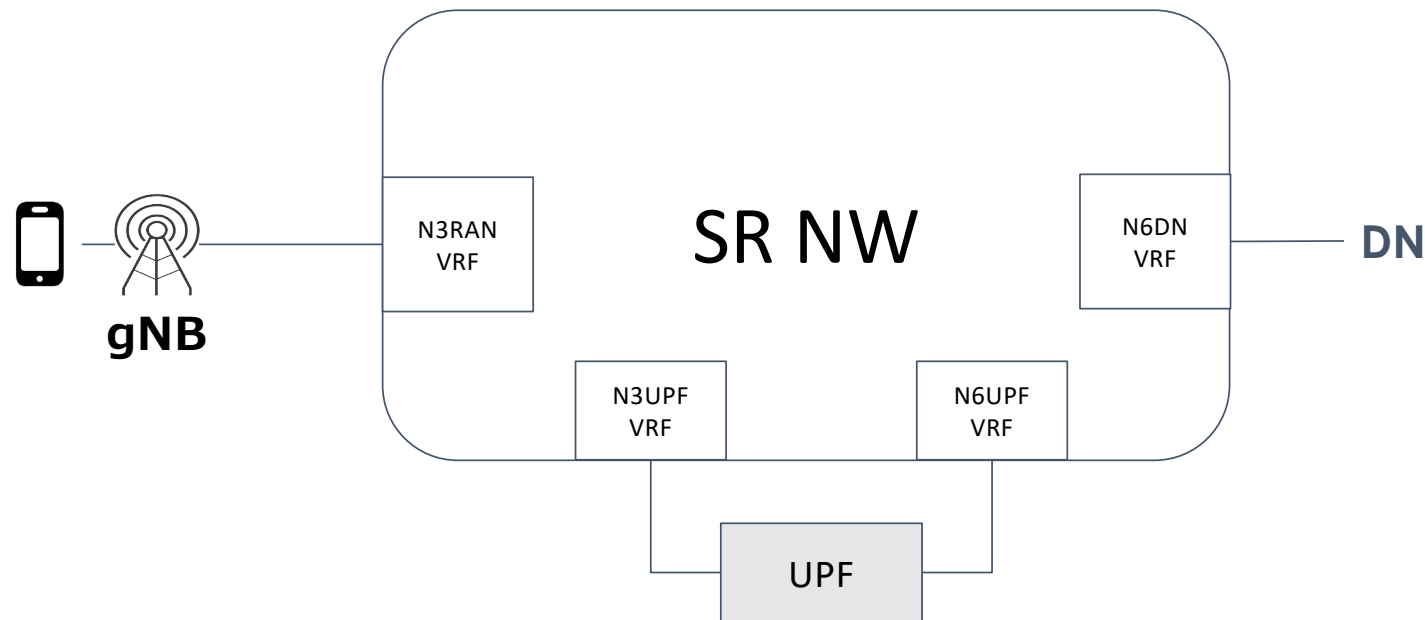 N3RAN
VRF
SR NW
N6DN
VRF
DN
gNB
N3UPF
VRF
N6UPF
VRF
UPF